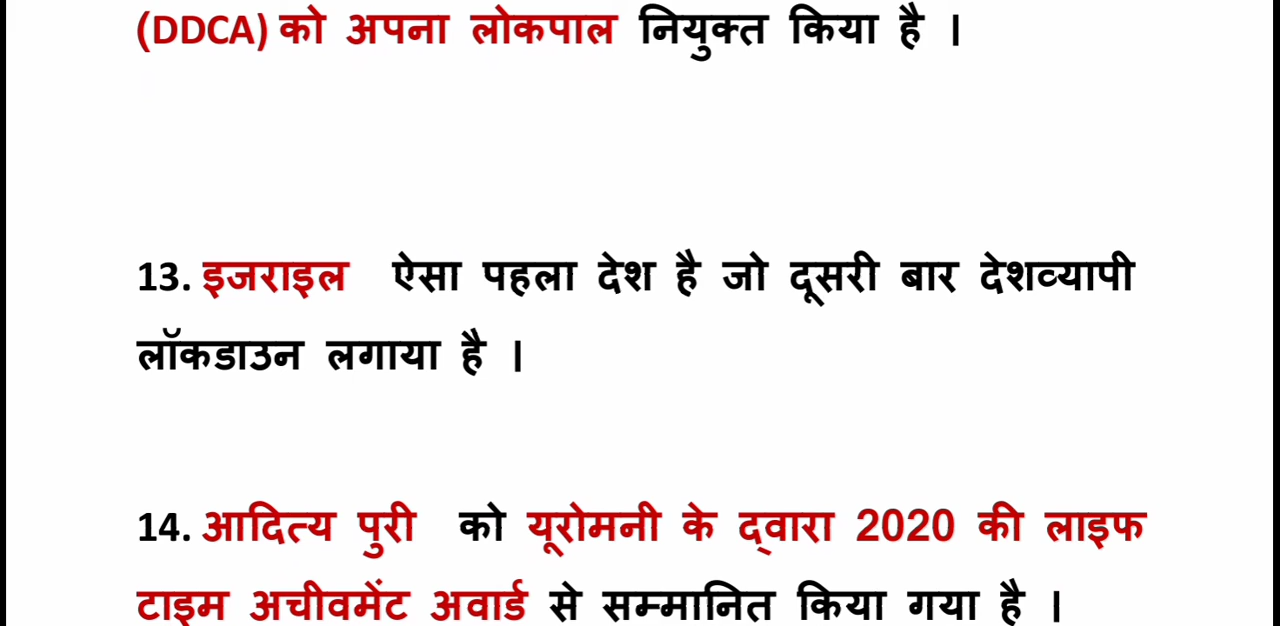 (DDCA) को अपना लोकपाल नियुक्त किया है ।
13. इजराइल ऐसा पहला देश है जो दूसरी बार देशव्यापी
लॉकडाउन लगाया है ।
14. आदित्य पुरी को यूरोमनी के द्वारा 2020 की लाइफ
टाइम अचीवमेंट अवार्ड से सम्मानित किया गया है ।